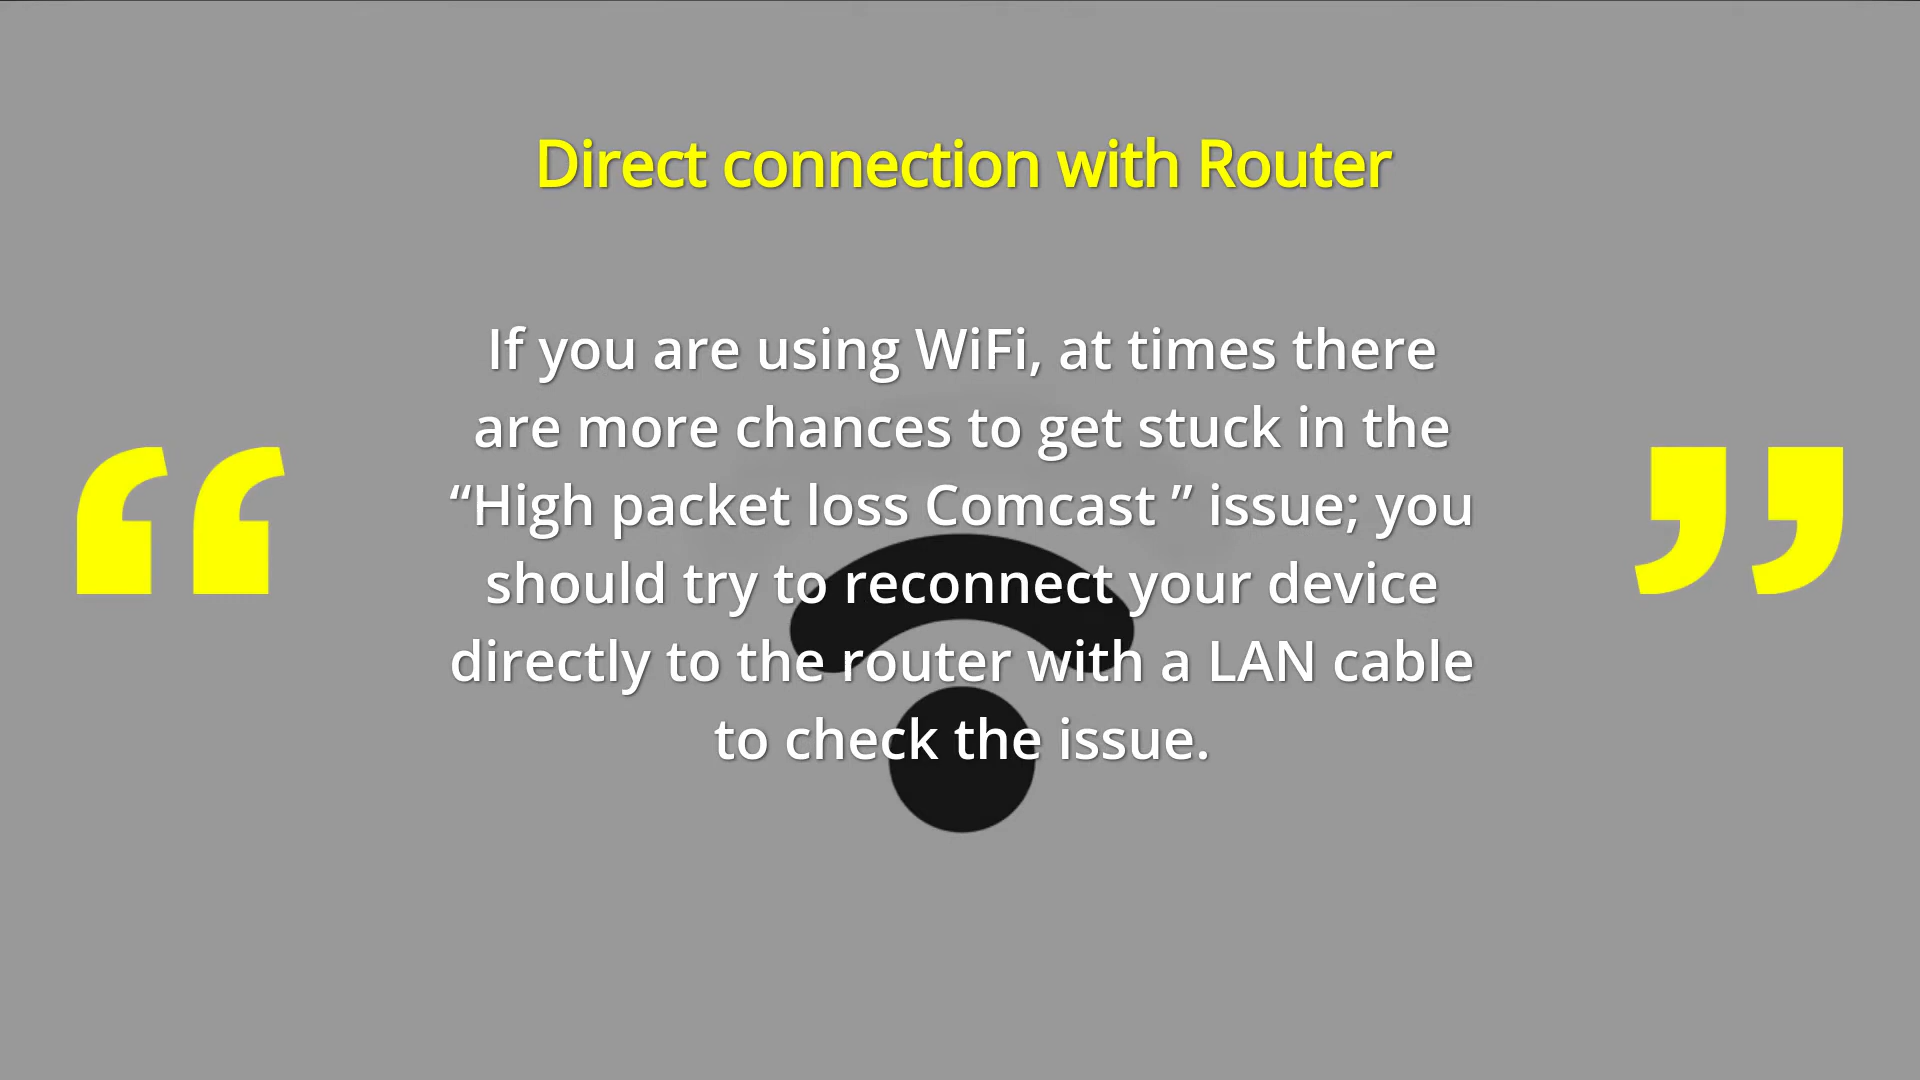 Direct connection with Router
If you are using WiFi, at times there
are more chances to get stuck in the
“High packet loss Comcast ” issue; you
should try to reconnect your device
directly to the router with a LAN cable
to check the issue.